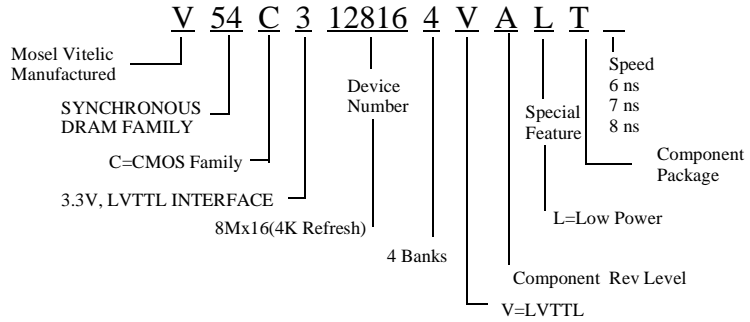 V 54 C 3 12816 4 V A L T _
Mosel Vitelic
Manufactured
SYNCHRONOUS
DRAM FAMILY
C=CMOS Family
3.3V, LVTTL INTERFACE
Device
Number
8Mx16(4K Refresh)
4 Banks
Special
Feature
Speed
6 ns
7 ns
8 ns
Component
Package
L=Low Power
Component Rev Level
V=LVTTL